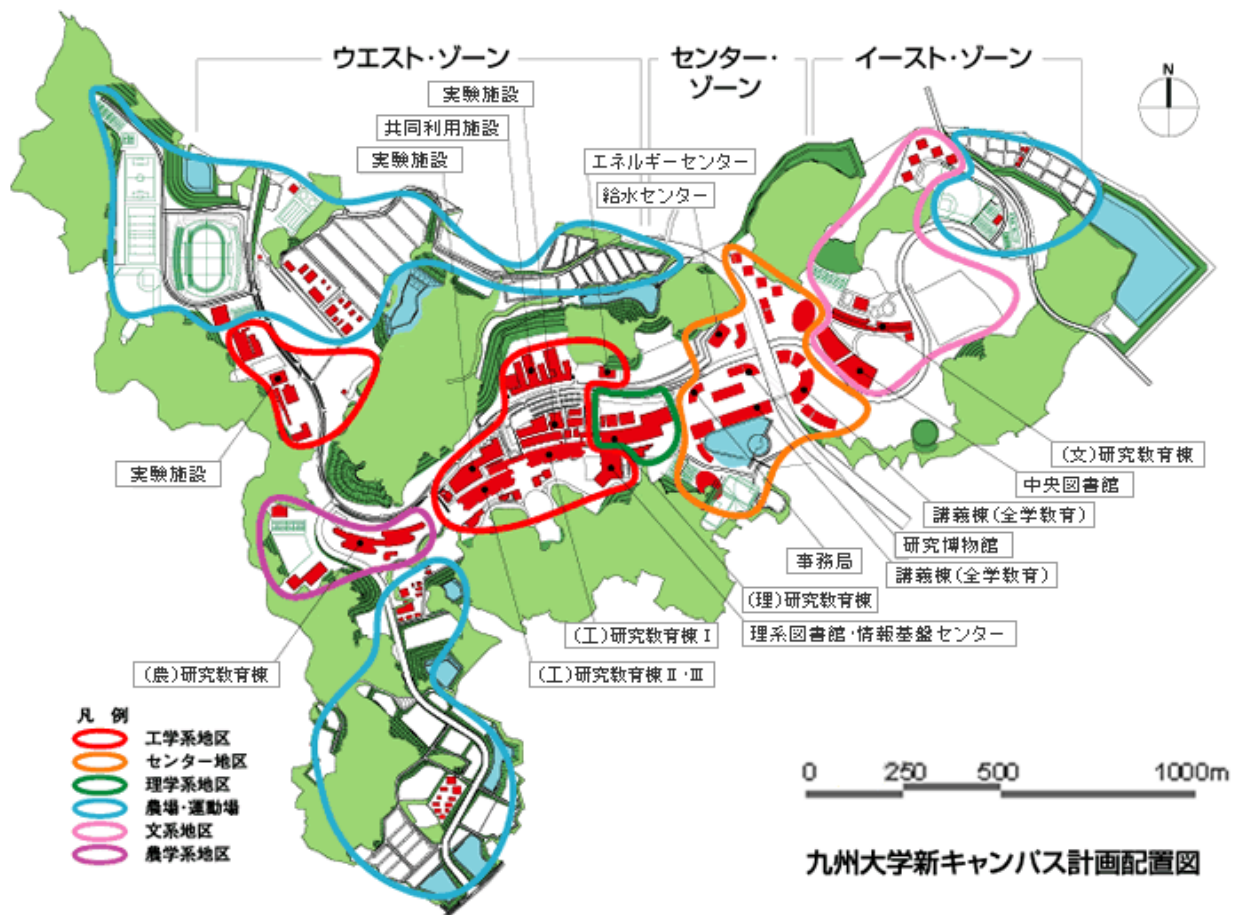 ウエスト・ゾーン
センター・
ゾーン
イースト・ゾーン
N
実験施設
共同利用施設
実験施設
エネルギーセンター
給水センター
実験施設
(文)研究教育棟
中央図書館
講義棟(全学教育)
研究博物館
事務局
講義棟(全学教育)
(理)研究教育棟
(工)研究教育棟Ⅰ
理系図書館・情報基盤センター
(農)研究教育棟
(工)研究教育棟Ⅱ・Ⅲ
凡 例
工学系地区
センター地区
理学系地区
農場・運動場
文系地区
農学系地区
0 250 500 1000m
九州大学新キャンパス計画配置図